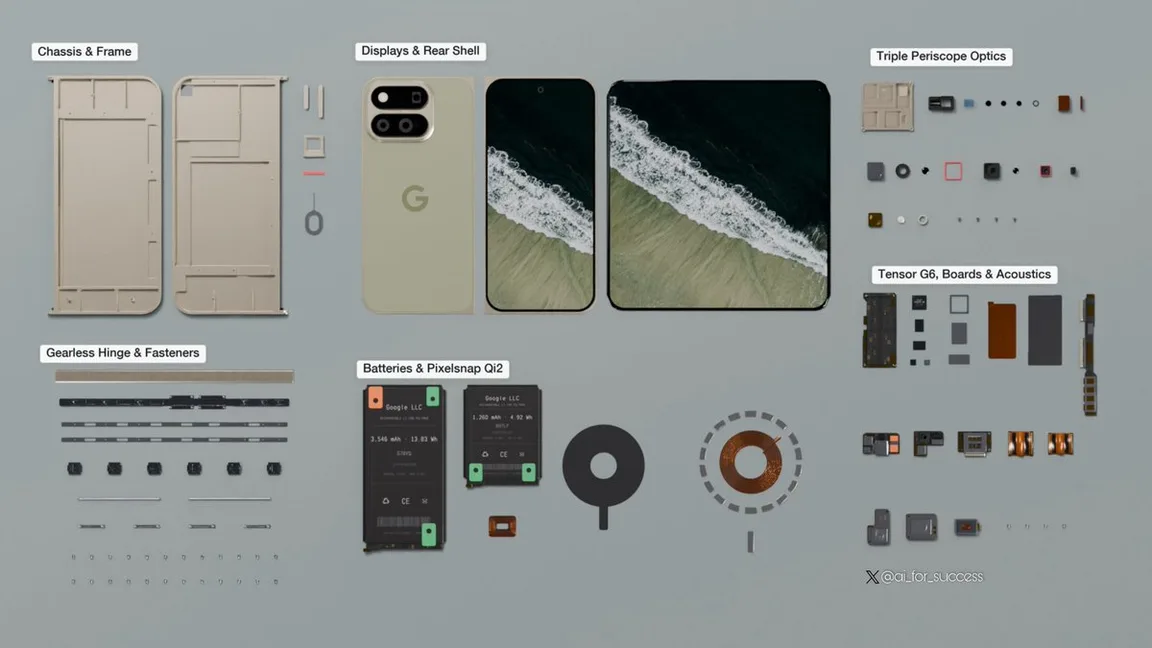 Chassis & Frame
Displays & Rear Shell
Triple Periscope Optics
G
Tensor G6, Boards & Acoustics
Gearless Hinge & Fasteners
Batteries & Pixelsnap Qi2
Google LLC
3.546 mAh - 13.83 Wh
CE
Google LLC
1.260 mAh - 4.92 Wh
CE
X@ai_for_success